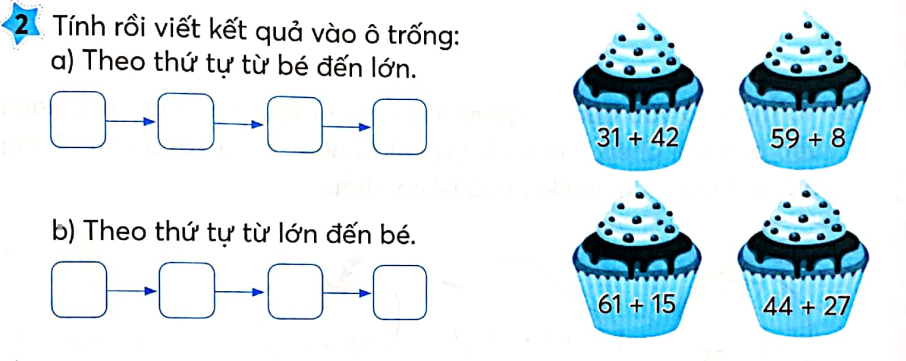 2 Tính rồi viết kết quả vào ô trống:
a) Theo thứ tự từ bé đến lớn.
31 + 42
59 + 8
b) Theo thứ tự từ lớn đến bé.
61 + 15
44 + 27